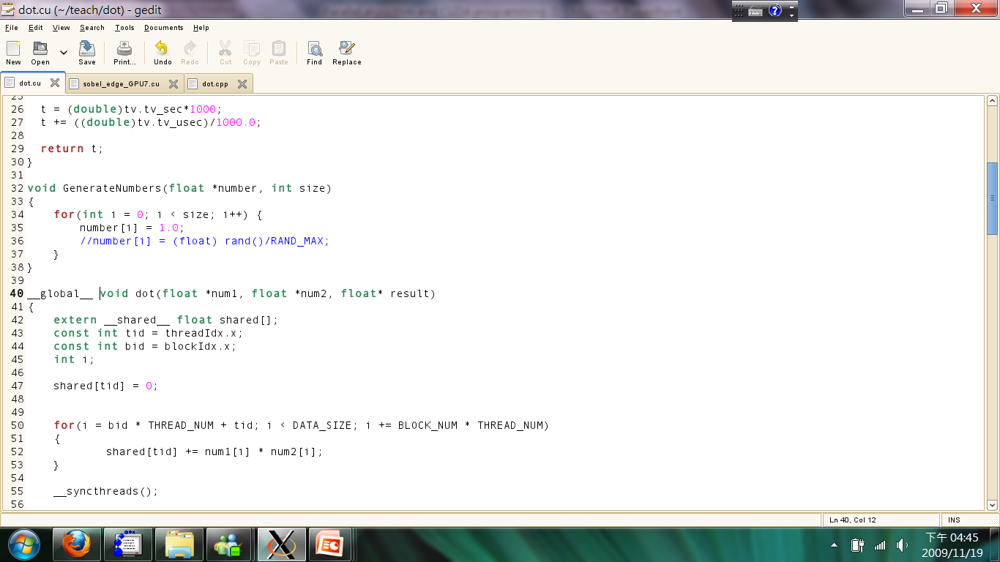 dot.cu (~/teach/dot) - gedit
File Edit View Search Tools Documents Help
New Open Save Print... Undo Redo Cut Copy Paste Find Replace
dot.cu sobel_edge_GPU7.cu dot.cpp
25
26 t = (double)tv.tv_sec*1000;
27 t += ((double)tv.tv_usec)/1000.0;
28
29 return t;
30 }
31
32 void GenerateNumbers(float *number, int size)
33 {
34 for(int i = 0; i < size; i++) {
35 number[i] = 1.0;
36 //number[i] = (float) rand()/RAND_MAX;
37 }
38 }
39
40 __global__ void dot(float *num1, float *num2, float* result)
41 {
42 extern __shared__ float shared[];
43 const int tid = threadIdx.x;
44 const int bid = blockIdx.x;
45 int i;
46
47 shared[tid] = 0;
48
49
50 for(i = bid * THREAD_NUM + tid; i < DATA_SIZE; i += BLOCK_NUM * THREAD_NUM)
51 {
52 shared[tid] += num1[i] * num2[i];
53 }
54
55 __syncthreads();
56
Ln 40, Col 12 INS
下午 04:45
2009/11/19